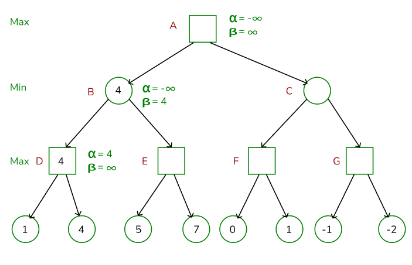 Max A α = -∞
β = ∞
Min B 4 α = -∞ C
β = 4
Max D 4 α = 4 E F G
β = ∞
1 4 5 7 0 1 -1 -2